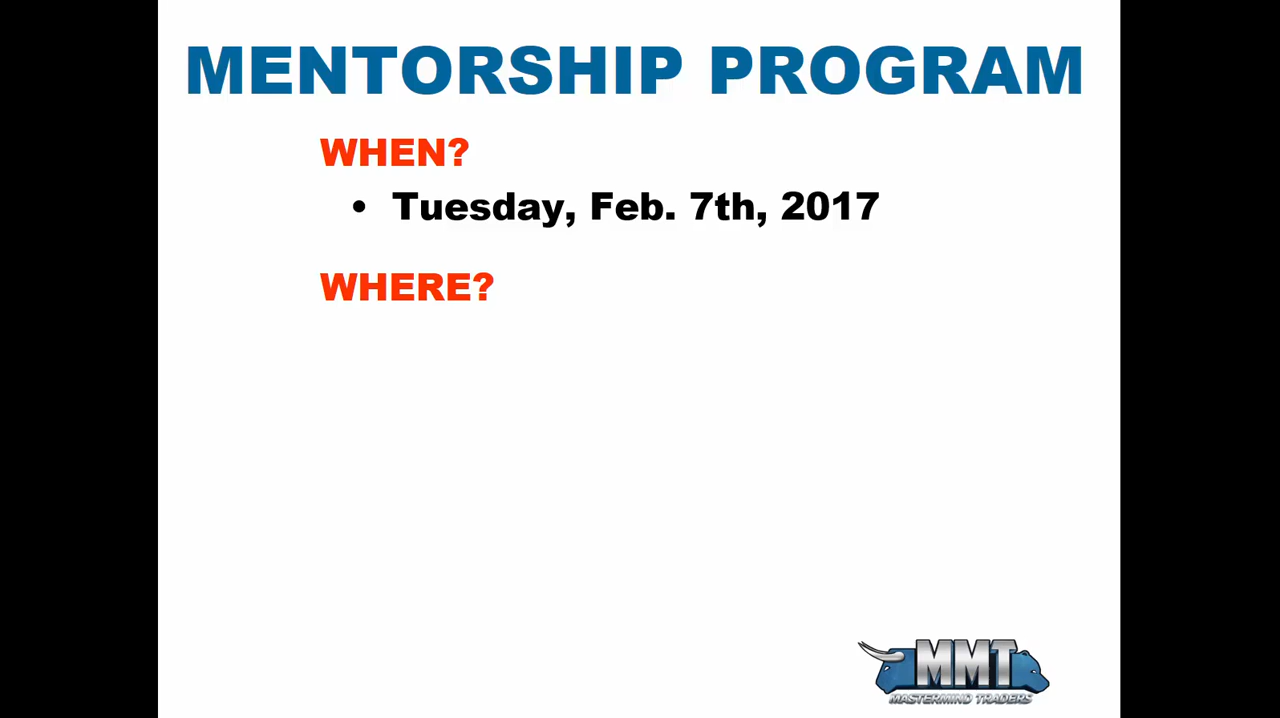 MENTORSHIP PROGRAM
WHEN?
• Tuesday, Feb. 7th, 2017
WHERE?
MMT
MASTERMIND TRADERS